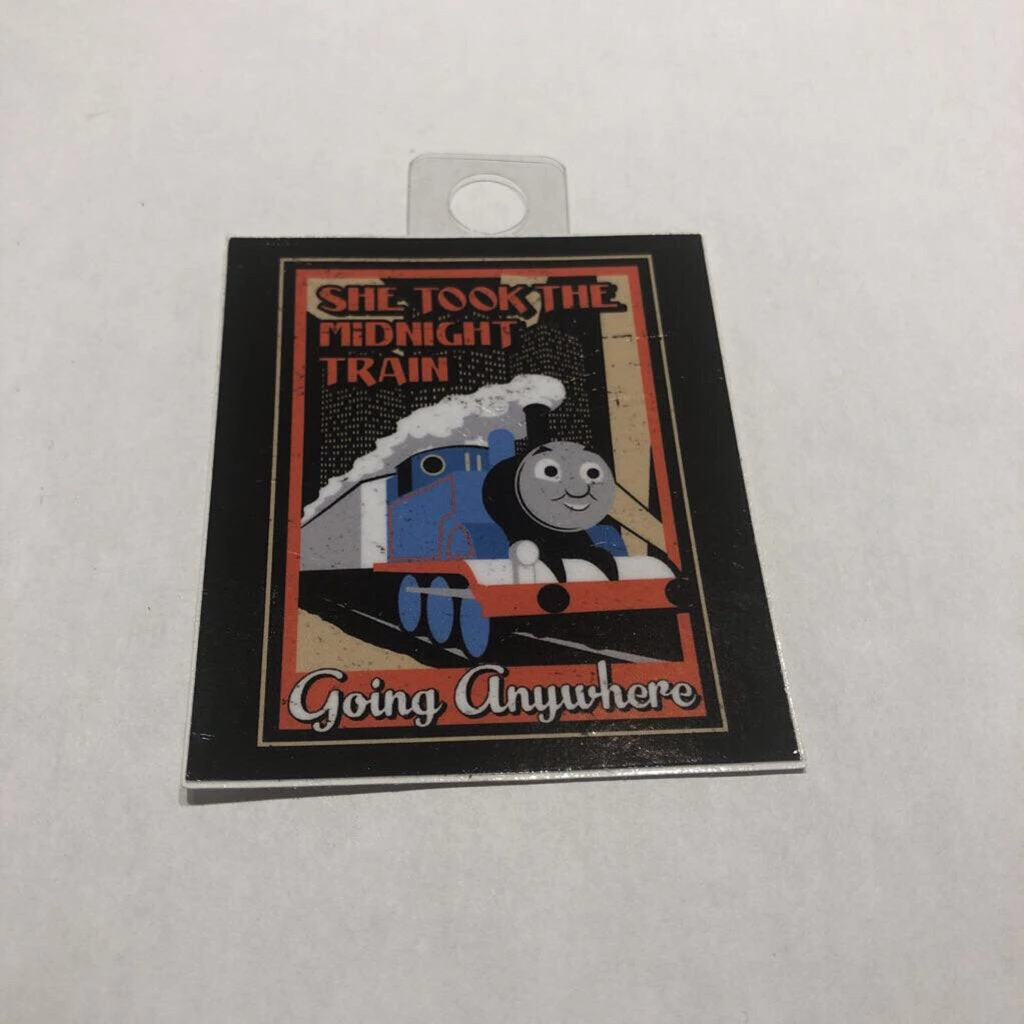 SHE TOOK THE
MiDNIGHT
TRAIN
Going Anywhere